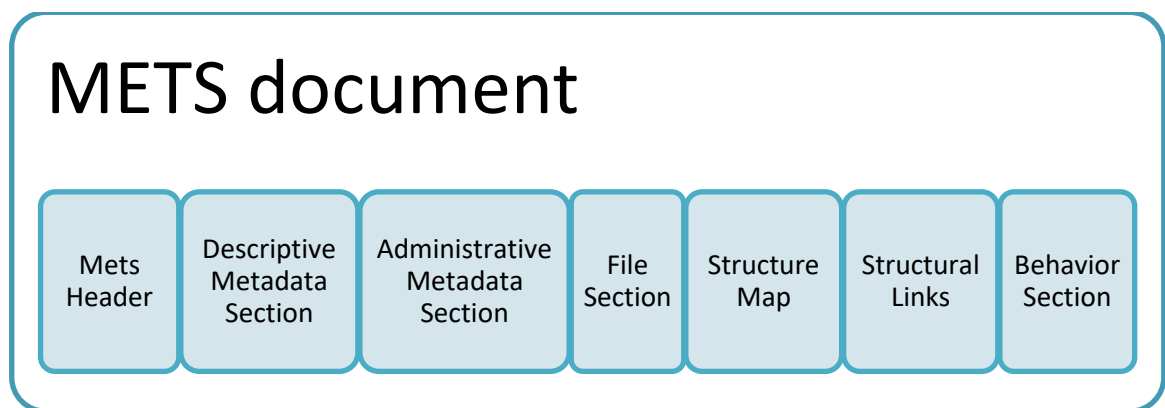 METS document
Mets
Header
Descriptive
Metadata
Section
Administrative
Metadata
Section
File
Section
Structure
Map
Structural
Links
Behavior
Section